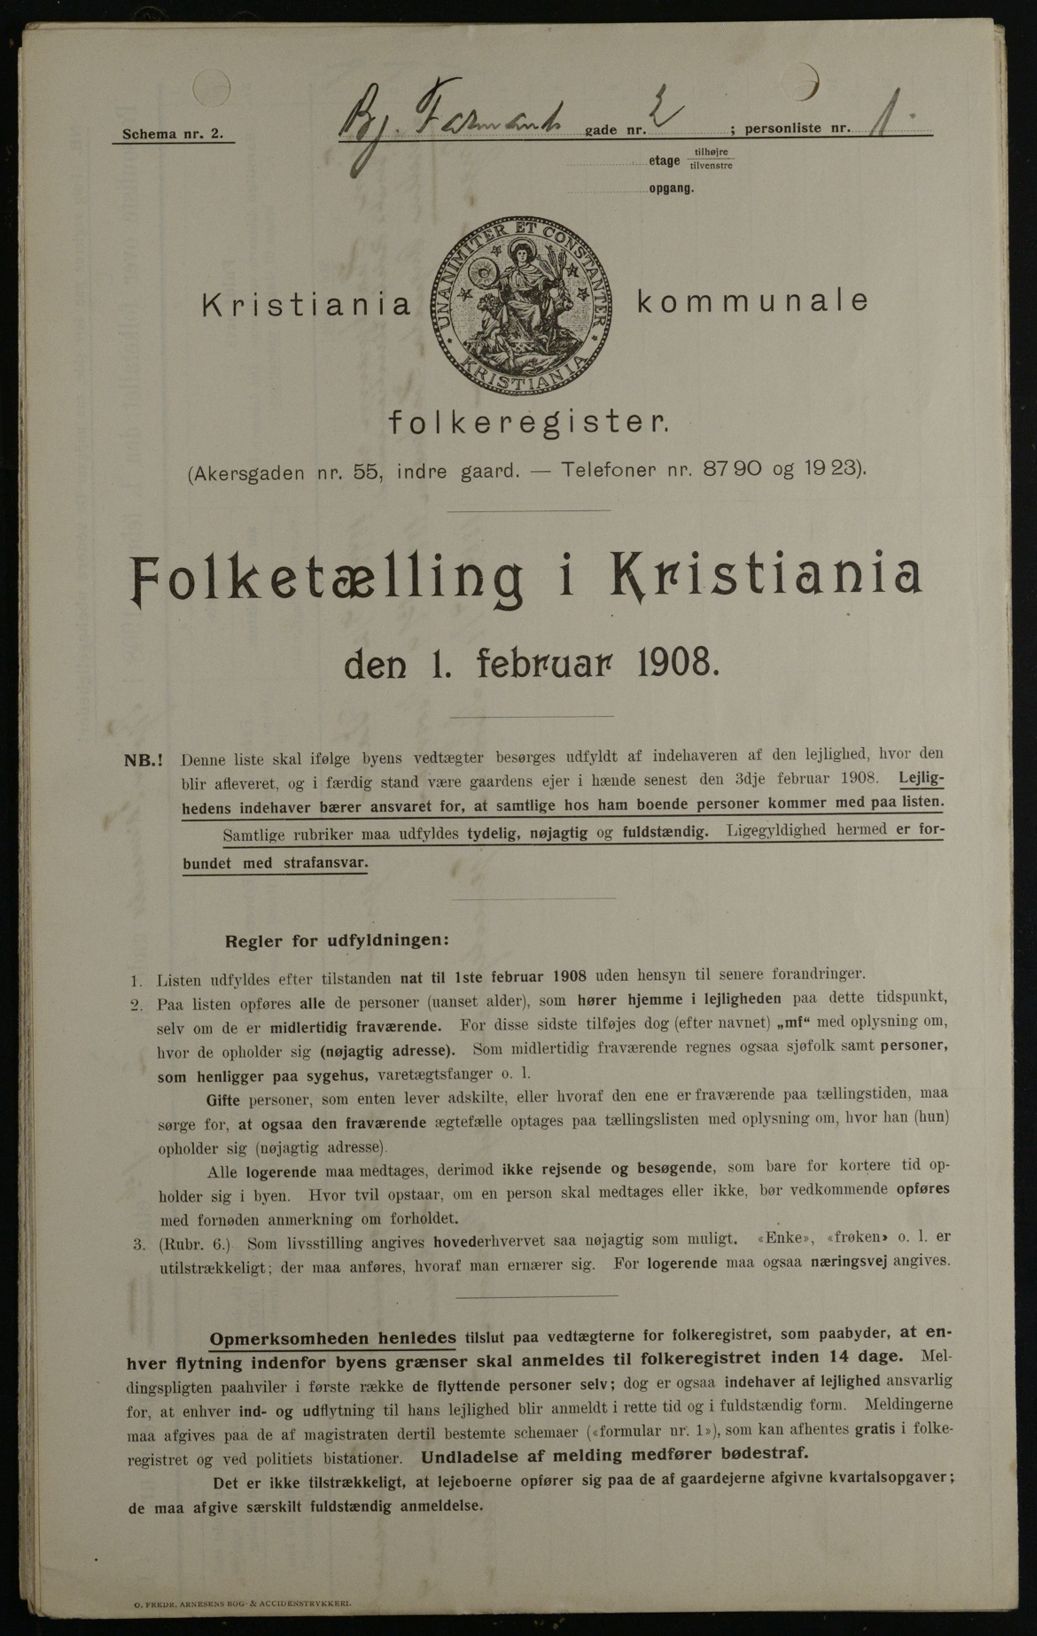 Schema nr. 2.
Bj. Farmands gade nr. 2 ; personliste nr. 1.
etage tilhøjre
tilvenstre
opgang.
UNANIMITER ET CONSTANTER
KRISTIANIA
Kristiania kommunale
folkeregister.
(Akersgaden nr. 55, indre gaard. — Telefoner nr. 8790 og 1923).
Folketælling i Kristiania
den 1. februar 1908.
NB.! Denne liste skal ifølge byens vedtægter besørges udfyldt af indehaveren af den lejlighed, hvor den
blir afleveret, og i færdig stand være gaardens ejer i hænde senest den 3dje februar 1908. Lejlig-
hedens indehaver bærer ansvaret for, at samtlige hos ham boende personer kommer med paa listen.
Samtlige rubriker maa udfyldes tydelig, nøjagtig og fuldstændig. Ligegyldighed hermed er for-
bundet med strafansvar.
Regler for udfyldningen:
1. Listen udfyldes efter tilstanden nat til 1ste februar 1908 uden hensyn til senere forandringer.
2. Paa listen opføres alle de personer (uanset alder), som hører hjemme i lejligheden paa dette tidspunkt,
selv om de er midlertidig fraværende. For disse sidste tilføjes dog (efter navnet) „mf“ med oplysning om,
hvor de opholder sig (nøjagtig adresse). Som midlertidig fraværende regnes ogsaa sjøfolk samt personer,
som henligger paa sygehus, varetægtsfanger o. l.
Gifte personer, som enten lever adskilte, eller hvoraf den ene er fraværende paa tællingstiden, maa
sørge for, at ogsaa den fraværende ægtefælle optages paa tællingslisten med oplysning om, hvor han (hun)
opholder sig (nøjagtig adresse).
Alle logerende maa medtages, derimod ikke rejsende og besøgende, som bare for kortere tid op-
holder sig i byen. Hvor tvil opstaar, om en person skal medtages eller ikke, bør vedkommende opføres
med fornøden anmerkning om forholdet.
3. (Rubr. 6.) Som livsstilling angives hovederhvervet saa nøjagtig som muligt. «Enke», «frøken» o. l. er
utilstrækkeligt; der maa anføres, hvoraf man ernærer sig. For logerende maa ogsaa næringsvej angives.
Opmerksomheden henledes tilslut paa vedtægterne for folkeregistret, som paabyder, at en-
hver flytning indenfor byens grænser skal anmeldes til folkeregistret inden 14 dage. Mel-
dingspligten paahviler i første række de flyttende personer selv; dog er ogsaa indehaver af lejlighed ansvarlig
for, at enhver ind- og udflytning til hans lejlighed blir anmeldt i rette tid og i fuldstændig form. Meldingerne
maa afgives paa de af magistraten dertil bestemte schemaer («formular nr. 1»), som kan afhentes gratis i folke-
registret og ved politiets bistationer. Undladelse af melding medfører bødestraf.
Det er ikke tilstrækkeligt, at lejeboerne opfører sig paa de af gaardejerne afgivne kvartalsopgaver;
de maa afgive særskilt fuldstændig anmeldelse.
O. FREDR. ARNESENS BOG- & ACCIDENSTRYKKERI.